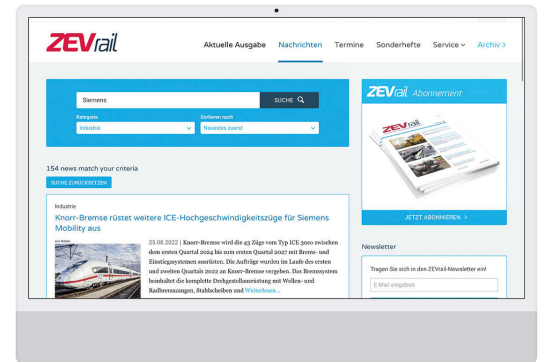 ZEVrail
Aktuelle Ausgabe Nachrichten Termine Sonderhefte Service Archiv
Siemens
SUCHE
Kategorie Sortieren nach
Industrie Neuestes zuerst
154 news match your criteria
SUCHE ZURÜCKSETZEN
Industrie
Knorr-Bremse rüstet weitere ICE-Hochgeschwindigkeitszüge für Siemens
Mobility aus
25.08.2022 | Knorr-Bremse wird die 43 Züge vom Typ ICE 3neo zwischen
dem ersten Quartal 2024 bis zum ersten Quartal 2027 mit Brems- und
Einstiegssystemen ausrüsten. Die Aufträge wurden im Laufe des ersten
und zweiten Quartals 2022 an Knorr-Bremse vergeben. Das Bremssystem
beinhaltet die komplette Drehgestellausrüstung mit Wellen- und
Radbremszangen, Stahlscheiben und Weiterlesen...
ZEVrail Abonnement
ZEVrail
JETZT ABONNIEREN
Newsletter
Tragen Sie sich in den ZEVrail-Newsletter ein!
E-Mail eingeben